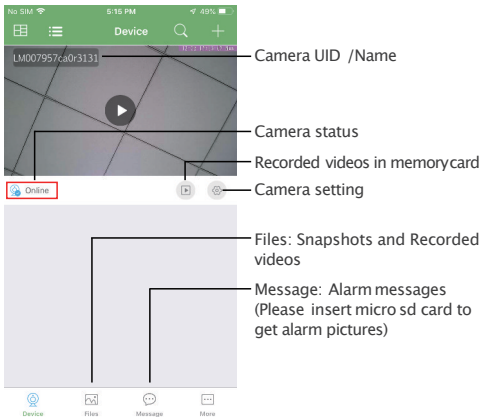 No SIM 5:15 PM 49%
Device
LM007957ca0r3131
Camera UID /Name
Camera status
Recorded videos in memorycard
Online
Camera setting
Files: Snapshots and Recorded
videos
Message: Alarm messages
(Please insert micro sd card to
get alarm pictures)
Device Files Message More